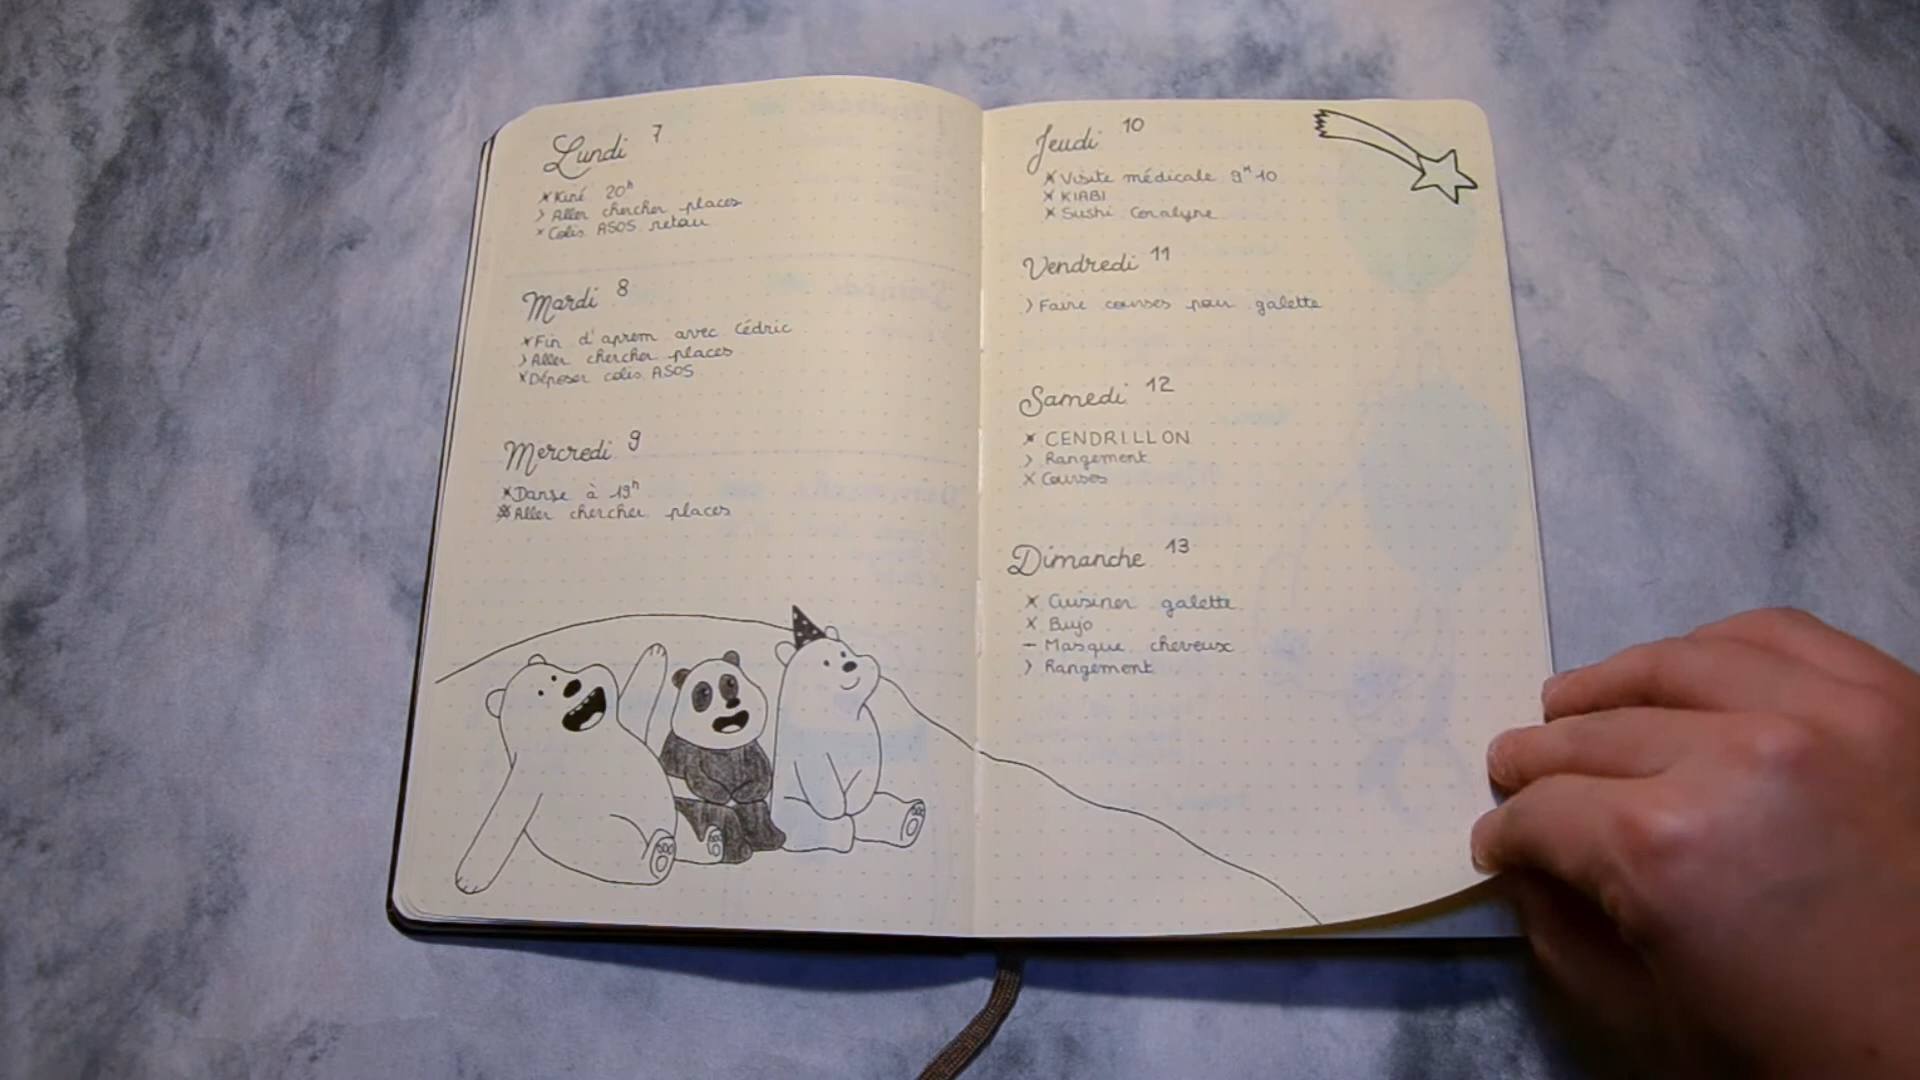 Lundi 7
× Kiné 20h
> Aller chercher places
× Colis ASOS retour
Mardi 8
× Fin d'aprem avec Cédric
> Aller chercher places
× Déposer colis ASOS
Mercredi 9
× Danse à 19h
× Aller chercher places
Jeudi 10
× Visite médicale 9H10
× KIABI
× Sushi Coralyne
Vendredi 11
> Faire courses pour galette
Samedi 12
× CENDRILLON
> Rangement
× Courses
Dimanche 13
× Cuisiner galette
× Bujo
– Masque cheveux
> Rangement